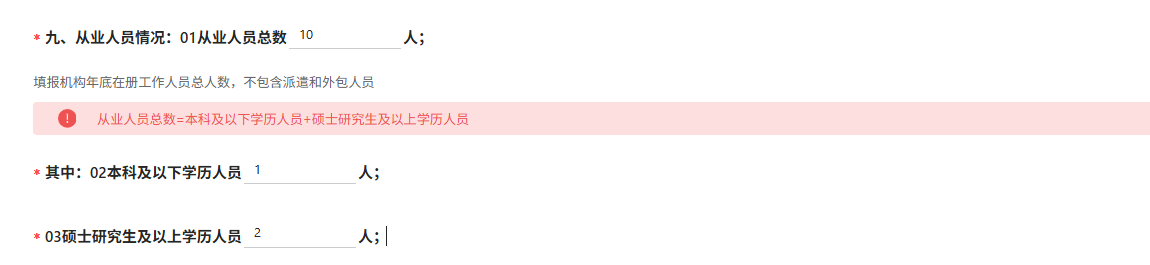 * 九、从业人员情况：01从业人员总数 10 人；
填报机构年底在册工作人员总人数，不包含派遣和外包人员
! 从业人员总数=本科及以下学历人员+硕士研究生及以上学历人员
* 其中：02本科及以下学历人员 1 人；
* 03硕士研究生及以上学历人员 2 人；